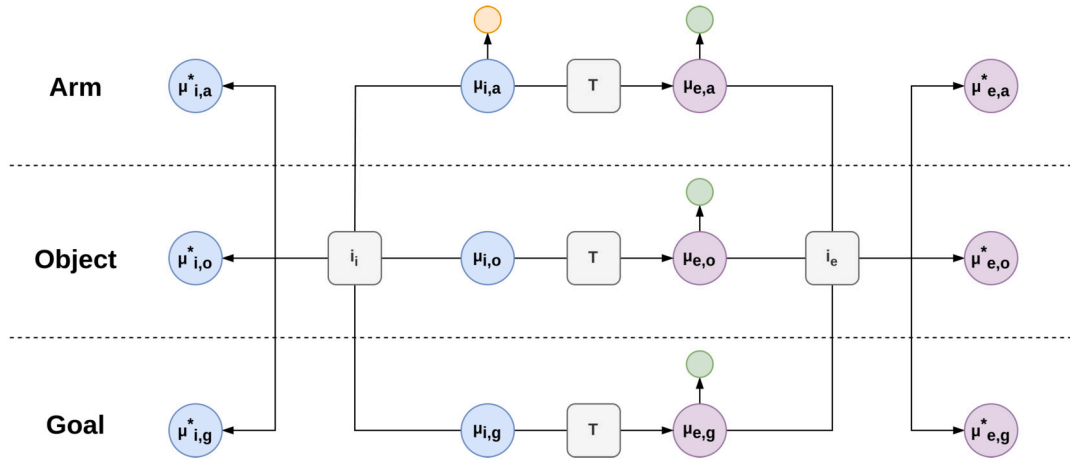 Arm
μ*i,a
μi,a
T
μe,a
μ*e,a
Object
μ*i,o
ii
μi,o
T
μe,o
ie
μ*e,o
Goal
μ*i,g
μi,g
T
μe,g
μ*e,g